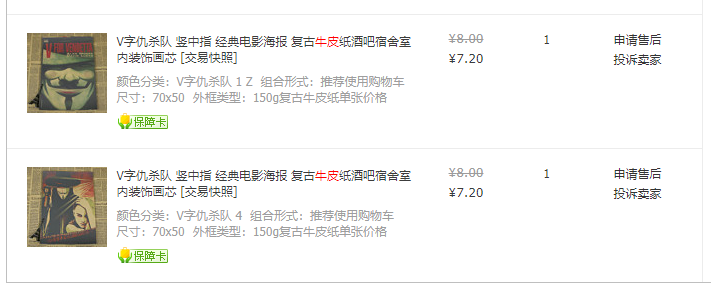 V字仇杀队 竖中指 经典电影海报 复古牛皮纸酒吧宿舍室
内装饰画芯 [交易快照]
颜色分类：V字仇杀队 1 Z 组合形式：推荐使用购物车
尺寸：70x50 外框类型：150g复古牛皮纸单张价格
保障卡
¥8.00
¥7.20
1
申请售后
投诉卖家
V字仇杀队 竖中指 经典电影海报 复古牛皮纸酒吧宿舍室
内装饰画芯 [交易快照]
颜色分类：V字仇杀队 4 组合形式：推荐使用购物车
尺寸：70x50 外框类型：150g复古牛皮纸单张价格
保障卡
¥8.00
¥7.20
1
申请售后
投诉卖家